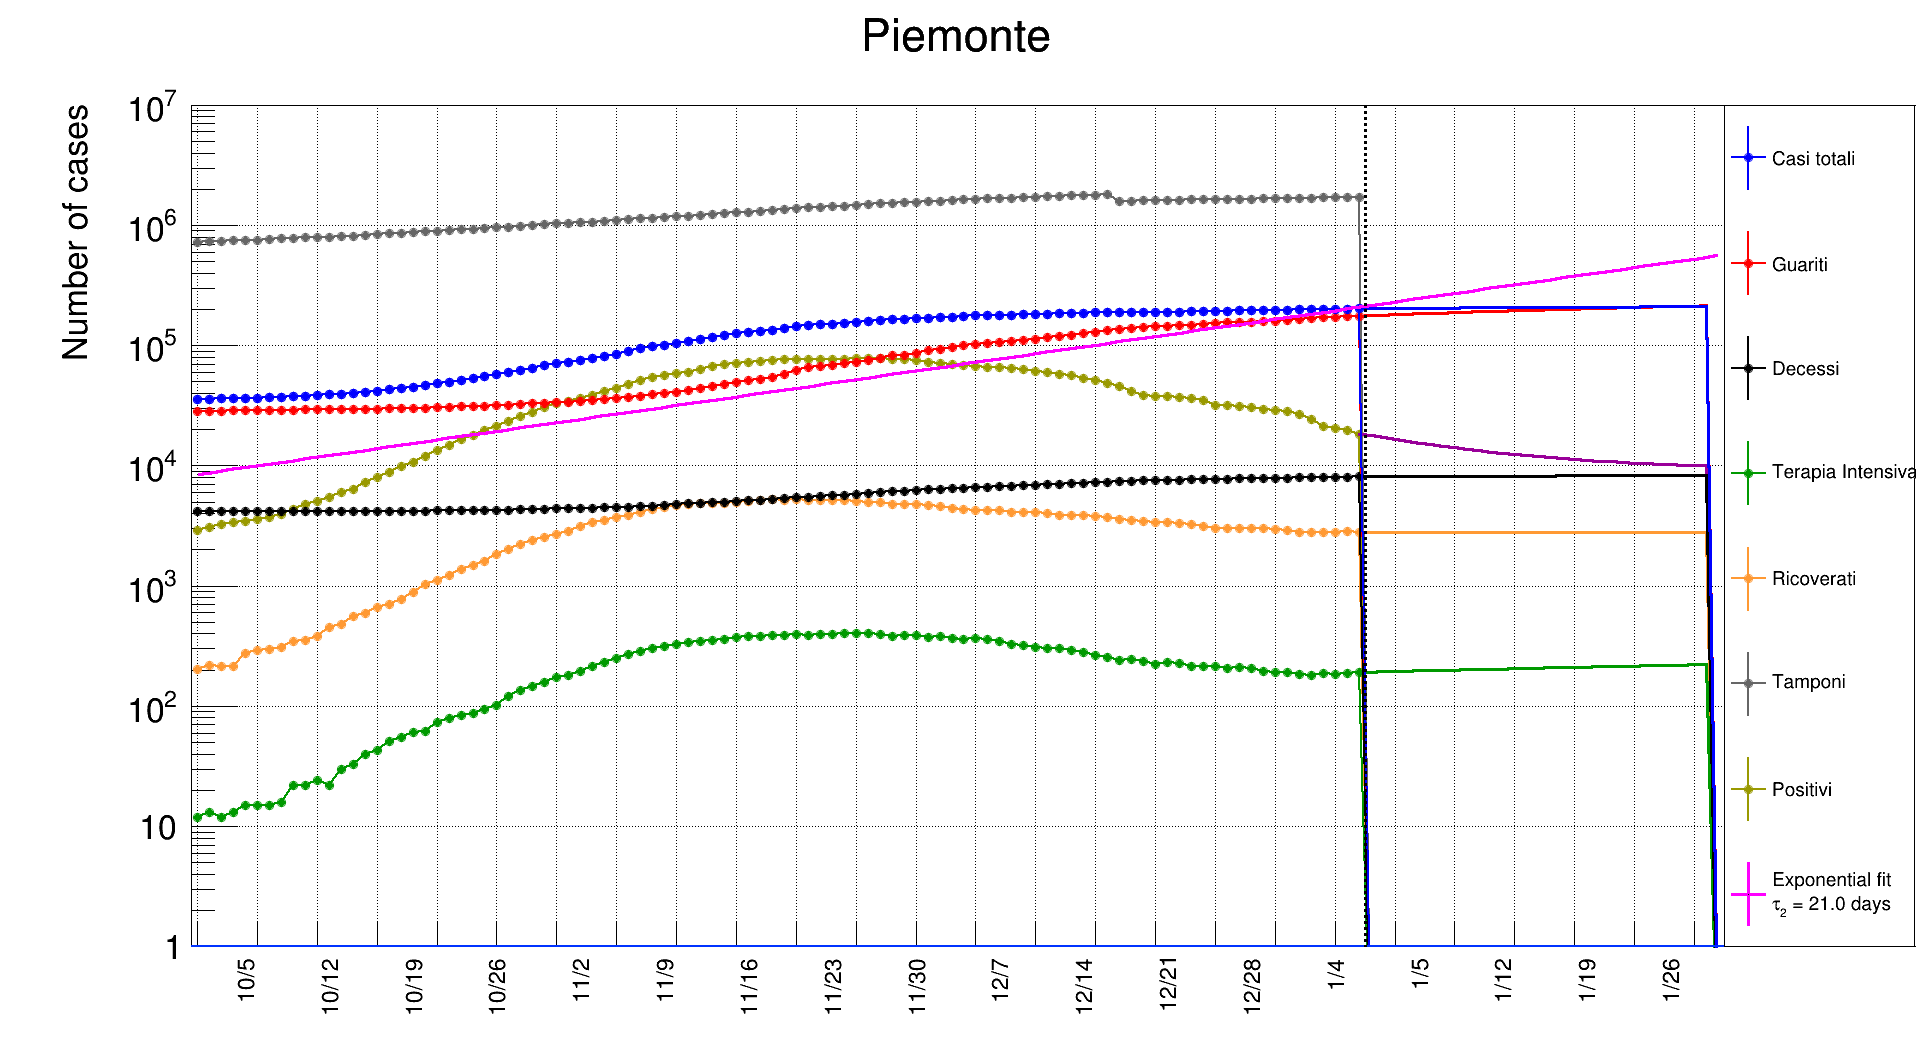 Piemonte
Number of cases
10^7
10^6
10^5
10^4
10^3
10^2
10
1
10/5
10/12
10/19
10/26
11/2
11/9
11/16
11/23
11/30
12/7
12/14
12/21
12/28
1/4
1/5
1/12
1/19
1/26
Casi totali
Guariti
Decessi
Terapia Intensiva
Ricoverati
Tamponi
Positivi
Exponential fit
τ_2 = 21.0 days